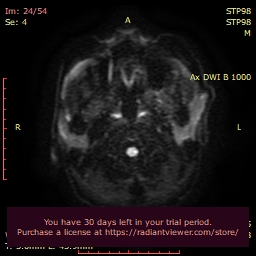 Im: 24/54
STP98
Se: 4
STP98
A
M
Ax DWI B 1000
R
L
You have 30 days left in your trial period.
Purchase a license at https://radiantviewer.com/store/